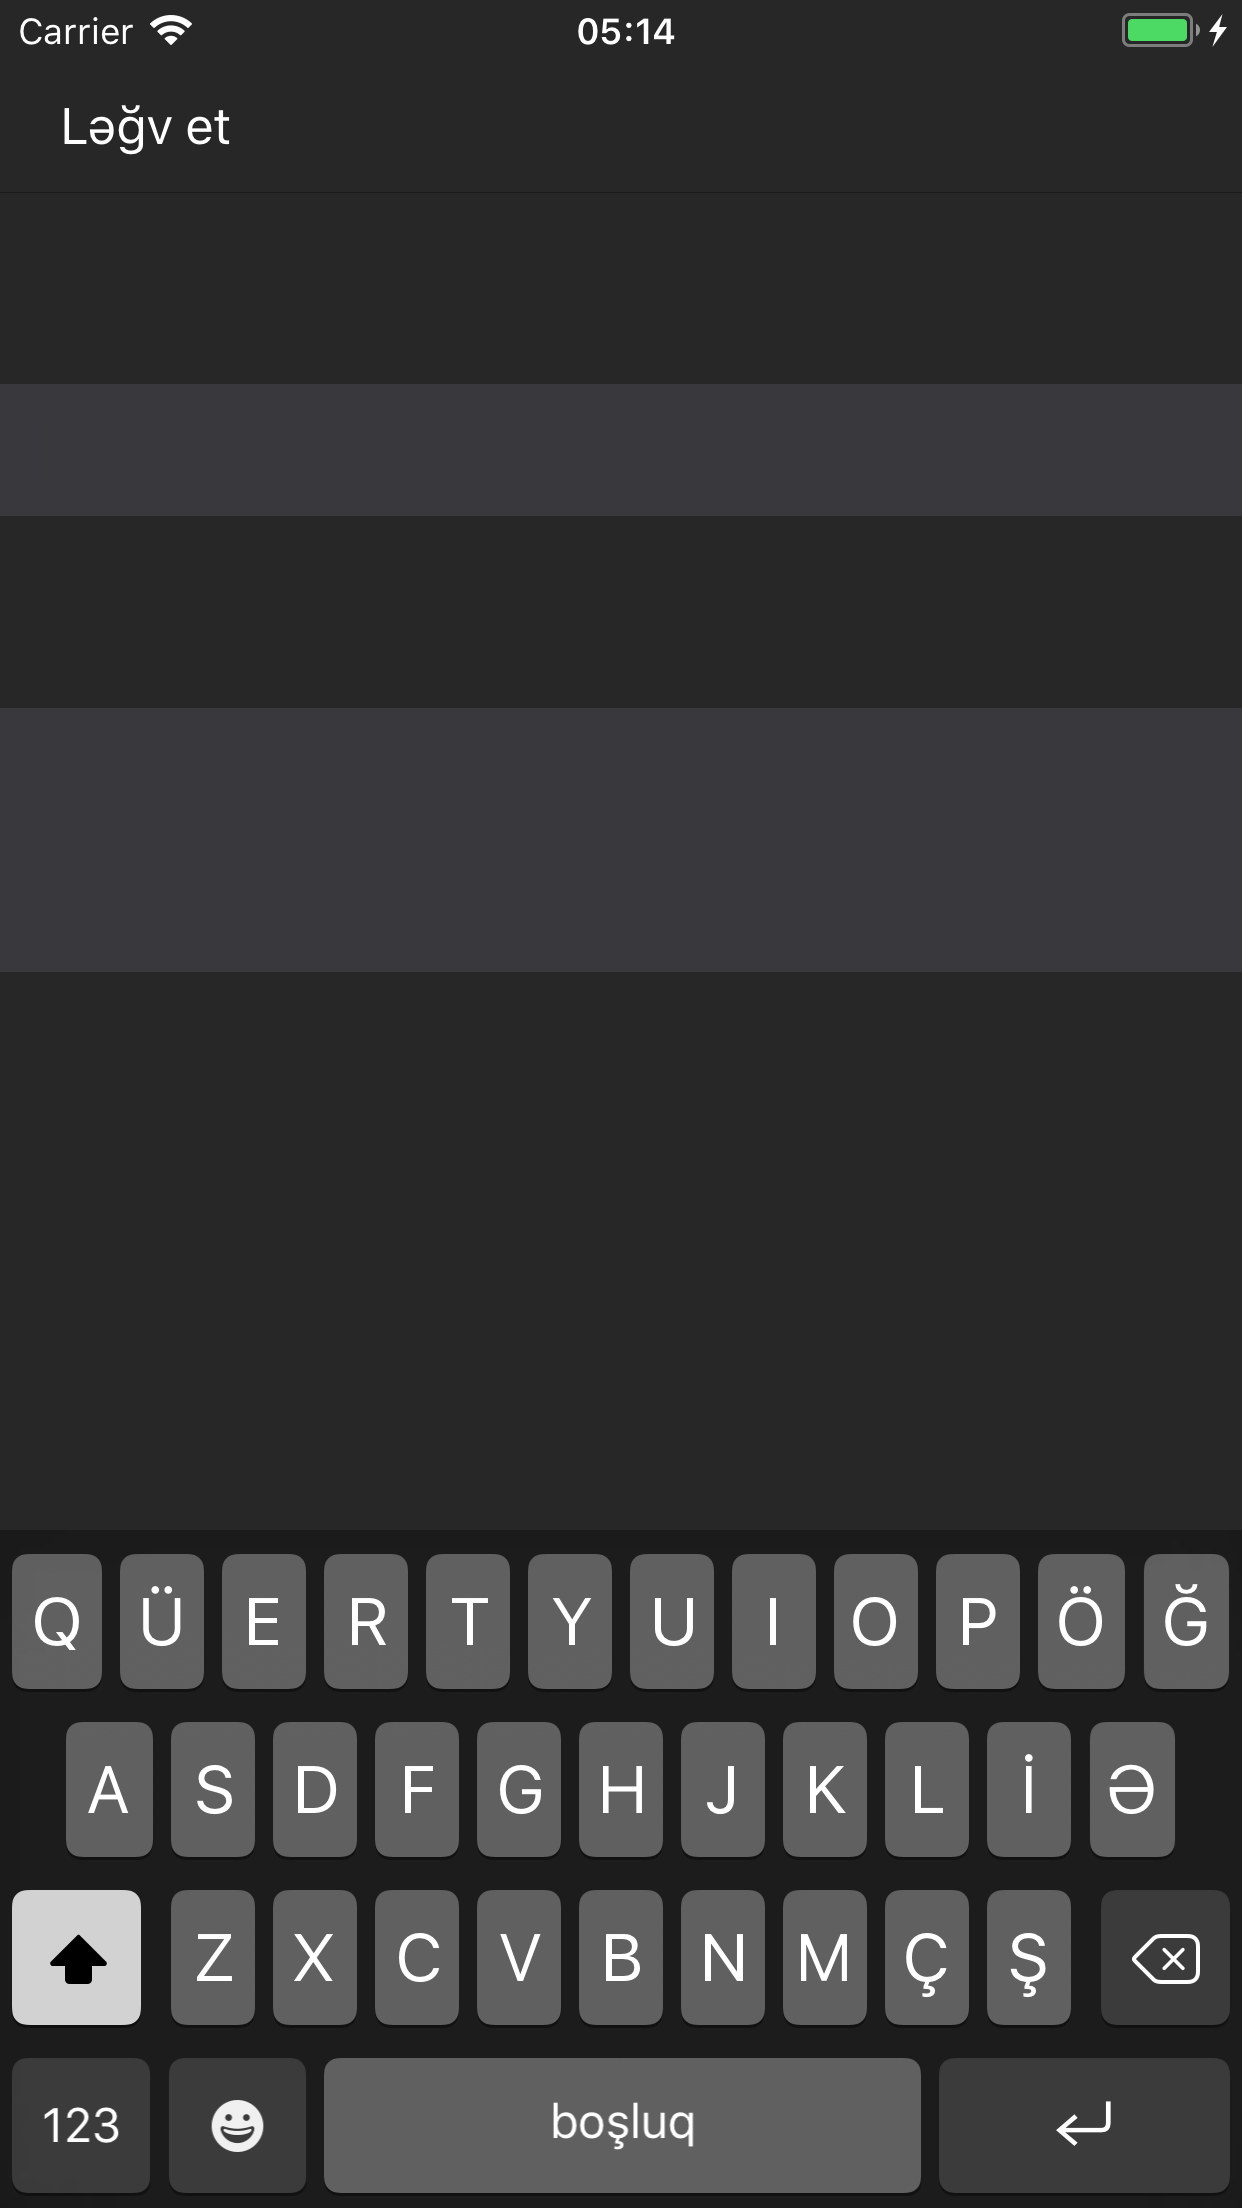 Carrier 05:14
Ləğv et
Q Ü E R T Y U I O P Ö Ğ
A S D F G H J K L İ Ə
Z X C V B N M Ç Ş
123 boşluq